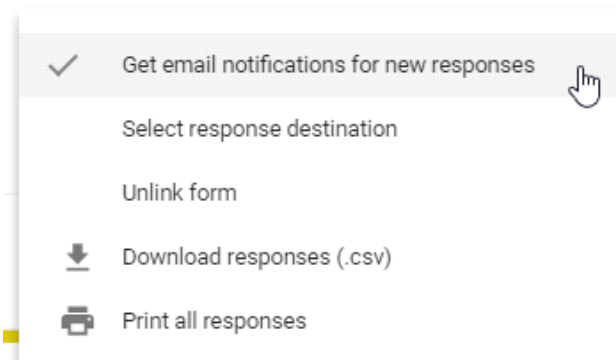 Get email notifications for new responses
Select response destination
Unlink form
Download responses (.csv)
Print all responses